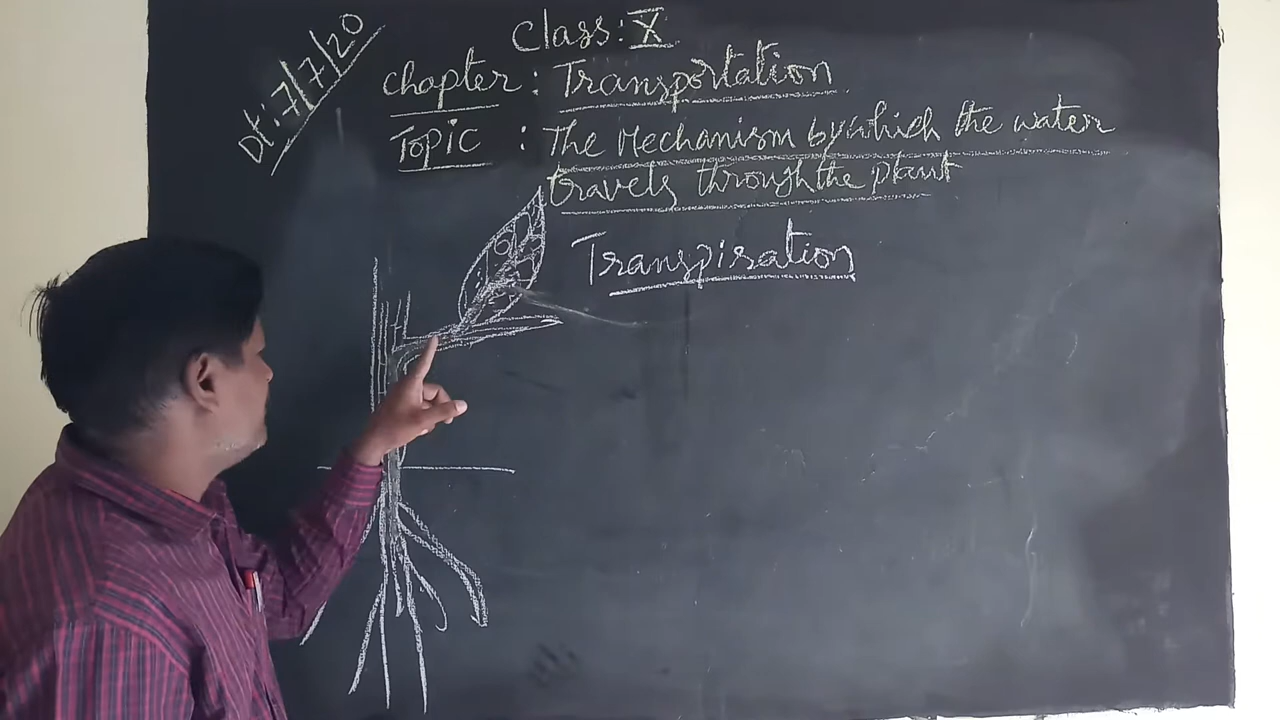 Dt: 7/7/20
Class: X
Chapter : Transportation
Topic : The Mechanism by which the water
travels through the plant
Transpiration